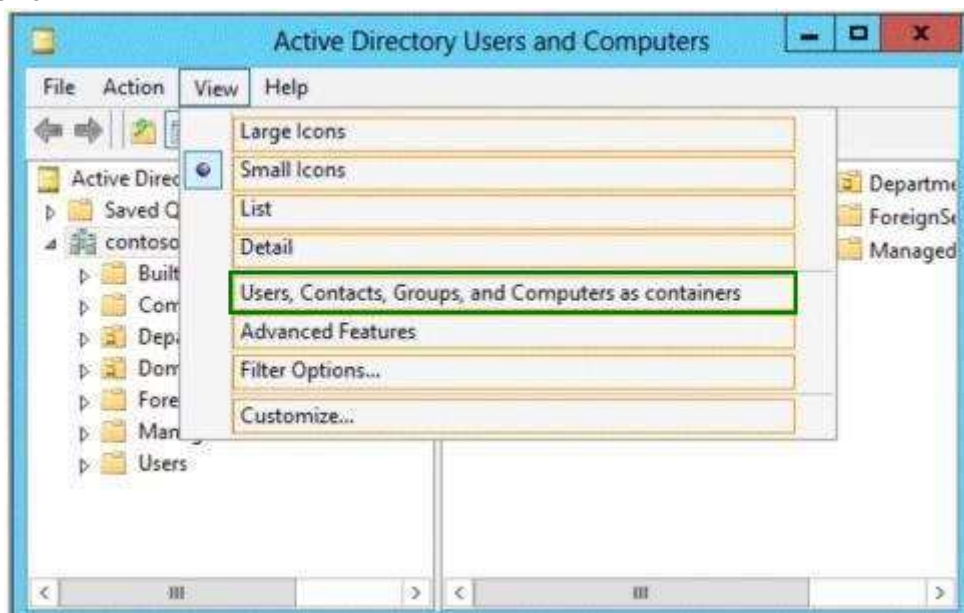 Active Directory Users and Computers
File Action View Help
Large Icons
Small Icons
List
Detail
Users, Contacts, Groups, and Computers as containers
Advanced Features
Filter Options...
Customize...
Active Direc
Saved Q
contoso
Built
Com
Depa
Dom
Fore
Man
Users
Departme
ForeignSe
Managed